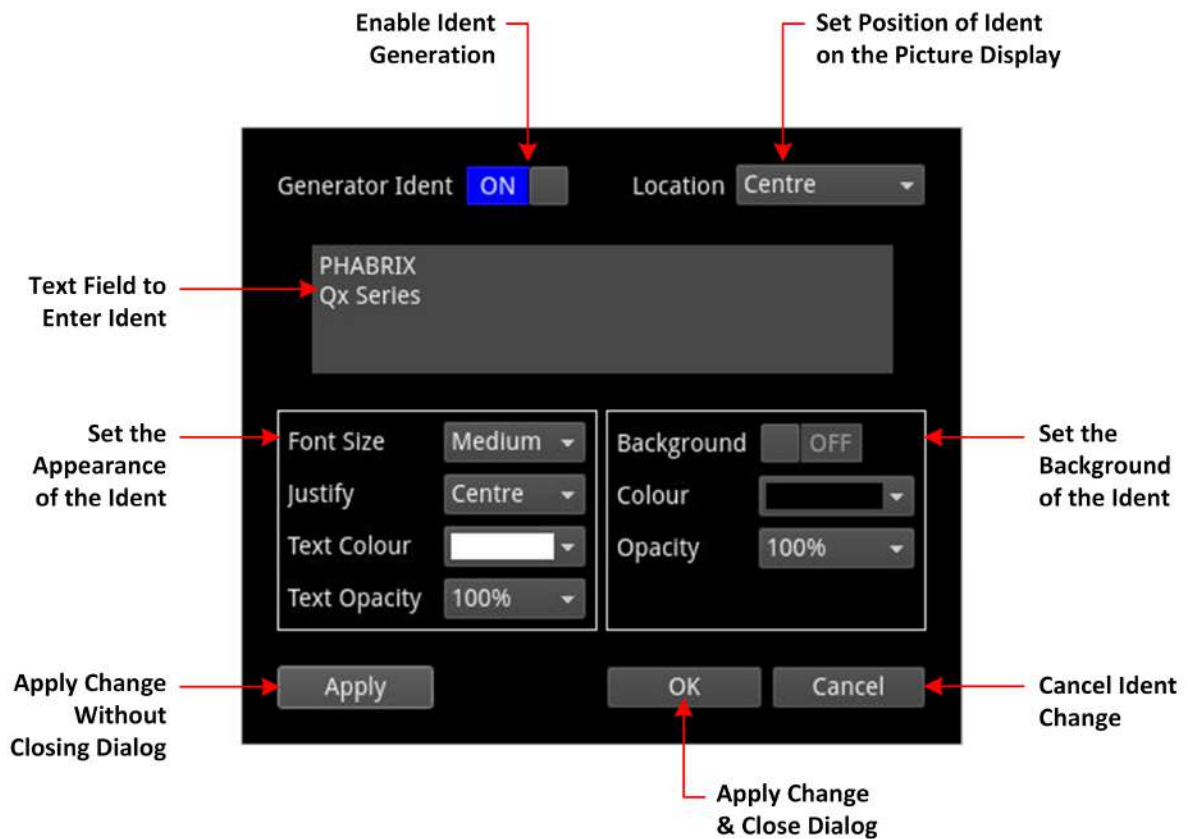 Enable Ident
Generation
Set Position of Ident
on the Picture Display
Generator Ident ON
Location Centre
Text Field to
Enter Ident
PHABRIX
Qx Series
Set the
Appearance
of the Ident
Font Size Medium
Justify Centre
Text Colour
Text Opacity 100%
Background OFF
Colour
Opacity 100%
Set the
Background
of the Ident
Apply Change
Without
Closing Dialog
Apply
OK
Cancel
Cancel Ident
Change
Apply Change
& Close Dialog